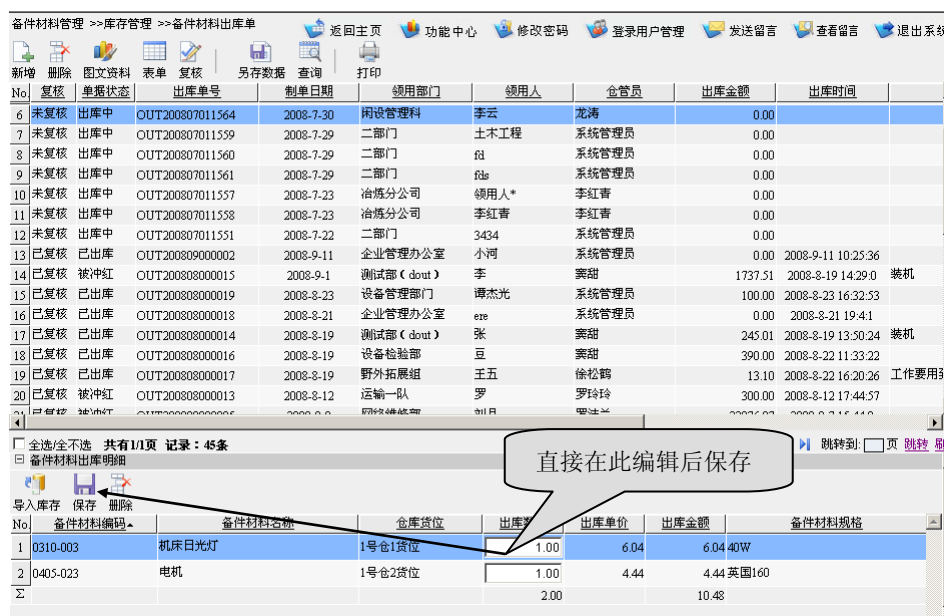 备件材料管理 >>库存管理 >>备件材料出库单
返回主页 功能中心 修改密码 登录用户管理 发送留言 查看留言 退出系统
新增 删除 图文资料 表单 复核 另存数据 查询 打印
No. 复核 单据状态 出库单号 制单日期 领用部门 领用人 仓管员 出库金额 出库时间
6 未复核 出库中 OUT200807011564 2008-7-30 闲设管理科 李云 龙涛 0.00
7 未复核 出库中 OUT200807011559 2008-7-29 二部门 土木工程 系统管理员 0.00
8 未复核 出库中 OUT200807011560 2008-7-29 二部门 fd 系统管理员 0.00
9 未复核 出库中 OUT200807011561 2008-7-29 二部门 fds 系统管理员 0.00
10 未复核 出库中 OUT200807011557 2008-7-23 冶炼分公司 领用人* 李红青 0.00
11 未复核 出库中 OUT200807011558 2008-7-23 冶炼分公司 李红青 李红青 0.00
12 未复核 出库中 OUT200807011551 2008-7-22 二部门 3434 系统管理员 0.00
13 已复核 已出库 OUT200809000002 2008-9-11 企业管理办公室 小河 系统管理员 0.00 2008-9-11 10:25:36
14 已复核 被冲红 OUT200808000015 2008-9-1 测试部（dout） 李 窦甜 1737.51 2008-8-19 14:29:0 装机
15 已复核 已出库 OUT200808000019 2008-8-23 设备管理部门 谭杰光 系统管理员 100.00 2008-8-23 16:32:53
16 已复核 已出库 OUT200808000018 2008-8-21 企业管理办公室 ere 系统管理员 0.00 2008-8-21 19:4:1
17 已复核 已出库 OUT200808000014 2008-8-19 测试部（dout） 张 窦甜 245.01 2008-8-19 13:50:24 装机
18 已复核 已出库 OUT200808000016 2008-8-19 设备检验部 豆 窦甜 390.00 2008-8-22 11:33:22
19 已复核 已出库 OUT200808000017 2008-8-19 野外拓展组 王五 徐松鹤 13.10 2008-8-22 16:20:26 工作要用到
20 已复核 被冲红 OUT200808000013 2008-8-12 运输一队 罗 罗玲玲 300.00 2008-8-12 17:44:57
全选/全不选 共有1/1页 记录：45条 跳转到: 页 跳转
直接在此编辑后保存
备件材料出库明细
导入库存 保存 删除
No. 备件材料编码 备件材料名称 仓库货位 出库数 出库单价 出库金额 备件材料规格
1 0310-003 机床日光灯 1号仓1货位 1.00 6.04 6.04 40W
2 0405-023 电机 1号仓2货位 1.00 4.44 4.44 英国160
Σ 2.00 10.48